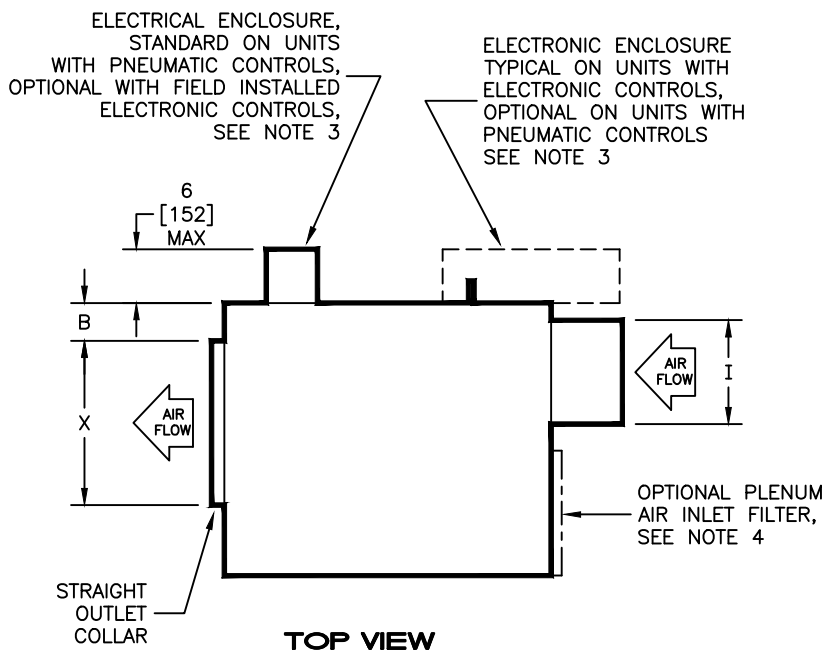 ELECTRICAL ENCLOSURE,
STANDARD ON UNITS
WITH PNEUMATIC CONTROLS,
OPTIONAL WITH FIELD INSTALLED
ELECTRONIC CONTROLS,
SEE NOTE 3
ELECTRONIC ENCLOSURE
TYPICAL ON UNITS WITH
ELECTRONIC CONTROLS,
OPTIONAL ON UNITS WITH
PNEUMATIC CONTROLS
SEE NOTE 3
6
[152]
MAX
B
X
AIR
FLOW
AIR
FLOW
I
OPTIONAL PLENUM
AIR INLET FILTER,
SEE NOTE 4
STRAIGHT
OUTLET
COLLAR
TOP VIEW